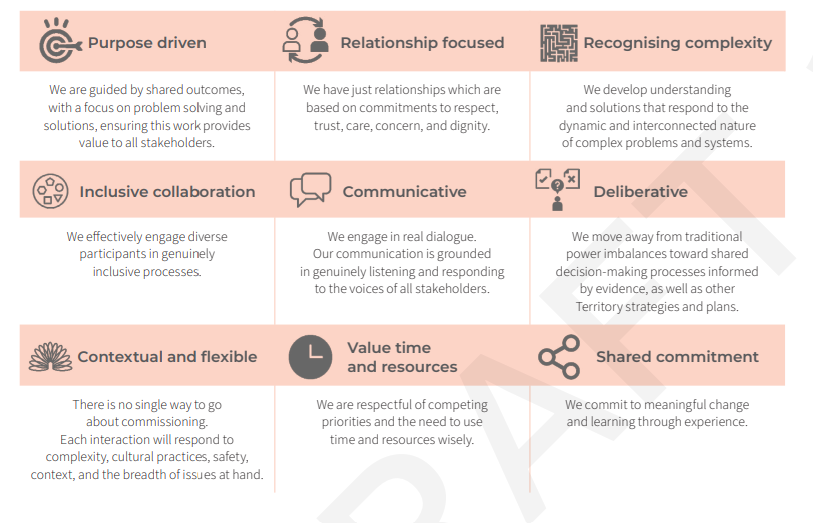 Purpose driven
Relationship focused
Recognising complexity
We are guided by shared outcomes,
with a focus on problem solving and
solutions, ensuring this work provides
value to all stakeholders.
We have just relationships which are
based on commitments to respect,
trust, care, concern, and dignity.
We develop understanding
and solutions that respond to the
dynamic and interconnected nature
of complex problems and systems.
Inclusive collaboration
Communicative
Deliberative
We effectively engage diverse
participants in genuinely
inclusive processes.
We engage in real dialogue.
Our communication is grounded
in genuinely listening and responding
to the voices of all stakeholders.
We move away from traditional
power imbalances toward shared
decision-making processes informed
by evidence, as well as other
Territory strategies and plans.
Contextual and flexible
Value time
and resources
Shared commitment
There is no single way to go
about commissioning.
Each interaction will respond to
complexity, cultural practices, safety,
context, and the breadth of issues at hand.
We are respectful of competing
priorities and the need to use
time and resources wisely.
We commit to meaningful change
and learning through experience.
RAFT